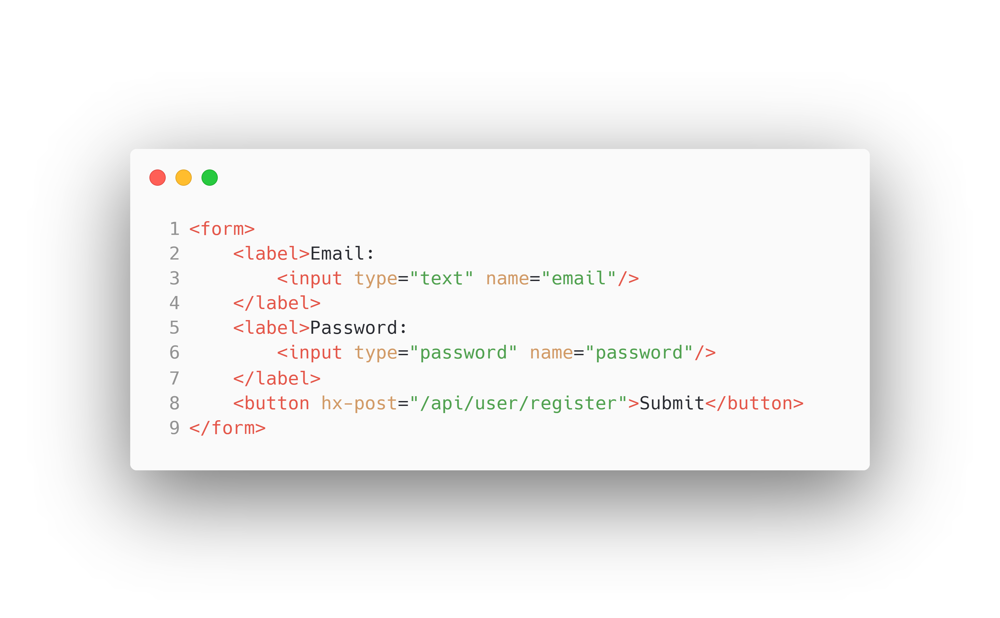 1 <form>
2     <label>Email:
3         <input type="text" name="email"/>
4     </label>
5     <label>Password:
6         <input type="password" name="password"/>
7     </label>
8     <button hx-post="/api/user/register">Submit</button>
9 </form>